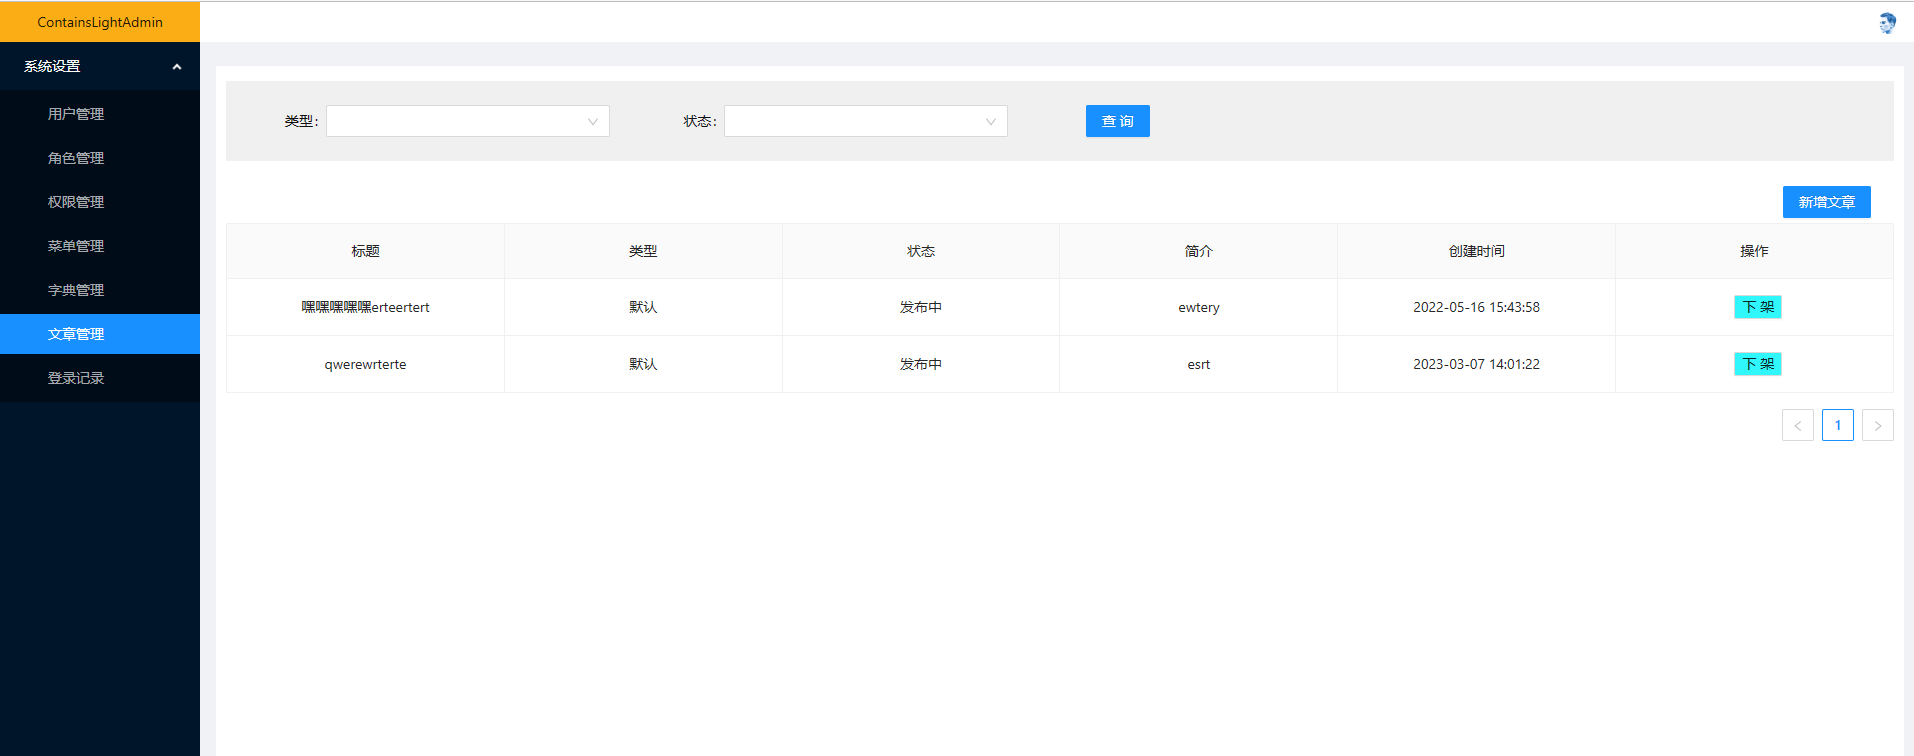 ContainsLightAdmin
系统设置
用户管理
角色管理
权限管理
菜单管理
字典管理
文章管理
登录记录
类型: 状态: 查 询
新增文章
标题 类型 状态 简介 创建时间 操作
嘿嘿嘿嘿嘿erteertert 默认 发布中 ewtery 2022-05-16 15:43:58 下 架
qwerewrterte 默认 发布中 esrt 2023-03-07 14:01:22 下 架
< 1 >